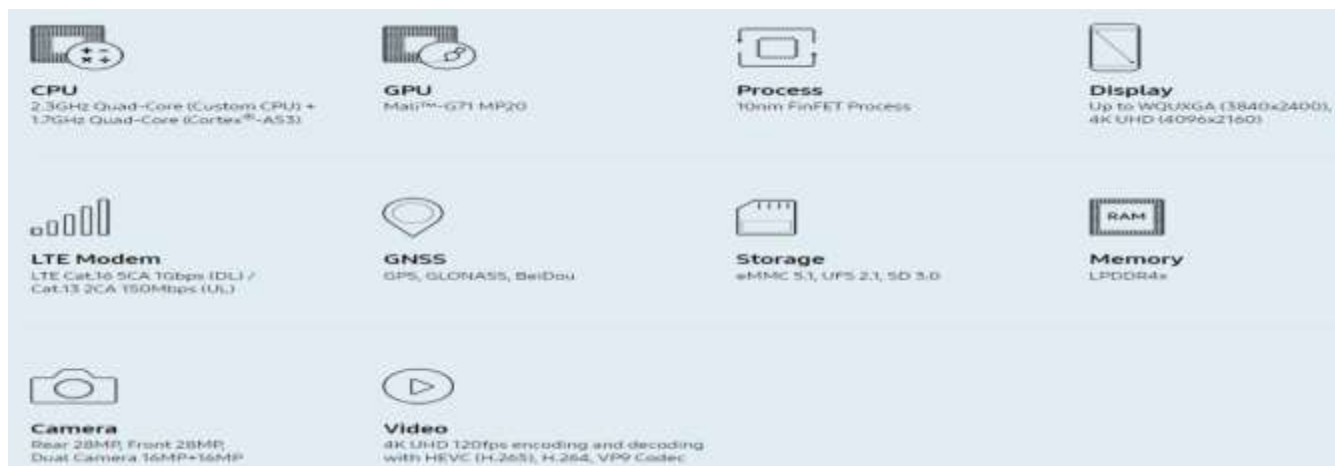 CPU
2.3GHz Quad-Core (Custom CPU) +
1.7GHz Quad-Core (Cortex®-A53)
GPU
Mali™-G71 MP20
Process
10nm FinFET Process
Display
Up to WQUXGA (3840x2400),
4K UHD (4096x2160)
LTE Modem
LTE Cat.16 5CA 1Gbps (DL) /
Cat.13 2CA 150Mbps (UL)
GNSS
GPS, GLONASS, BeiDou
Storage
eMMC 5.1, UFS 2.1, SD 3.0
RAM
Memory
LPDDR4x
Camera
Rear 28MP, Front 28MP,
Dual Camera 16MP+16MP
Video
4K UHD 120fps encoding and decoding
with HEVC (H.265), H.264, VP9 Codec